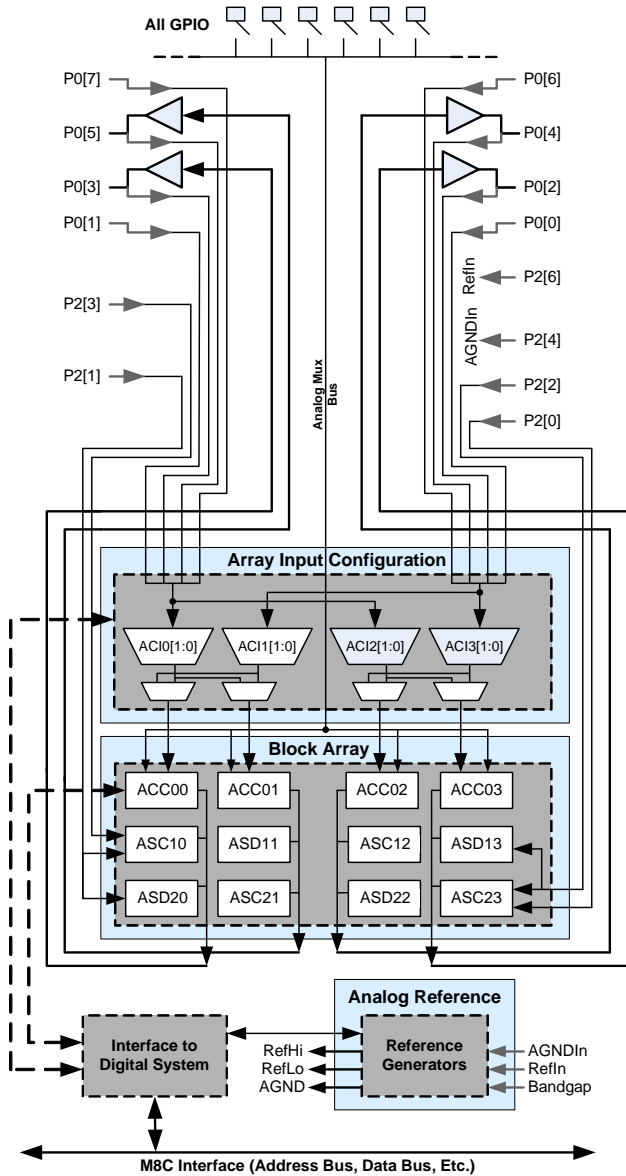 All GPIO
P0[7]
P0[6]
P0[5]
P0[4]
P0[3]
P0[2]
P0[1]
P0[0]
RefIn
P2[6]
P2[3]
AGNDIn
P2[4]
P2[1]
P2[2]
P2[0]
Analog Mux
Bus
Array Input Configuration
ACI0[1:0]
ACI1[1:0]
ACI2[1:0]
ACI3[1:0]
Block Array
ACC00
ACC01
ACC02
ACC03
ASC10
ASD11
ASC12
ASD13
ASD20
ASC21
ASD22
ASC23
Analog Reference
Interface to
Digital System
RefHi
RefLo
AGND
Reference
Generators
AGNDIn
RefIn
Bandgap
M8C Interface (Address Bus, Data Bus, Etc.)